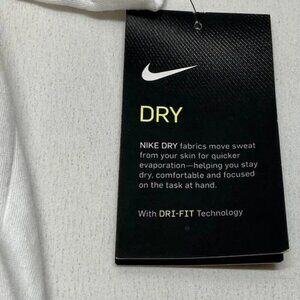 DRY
NIKE DRY fabrics move sweat
from your skin for quicker
evaporation—helping you stay
dry, comfortable and focused
on the task at hand.
With DRI-FIT Technology